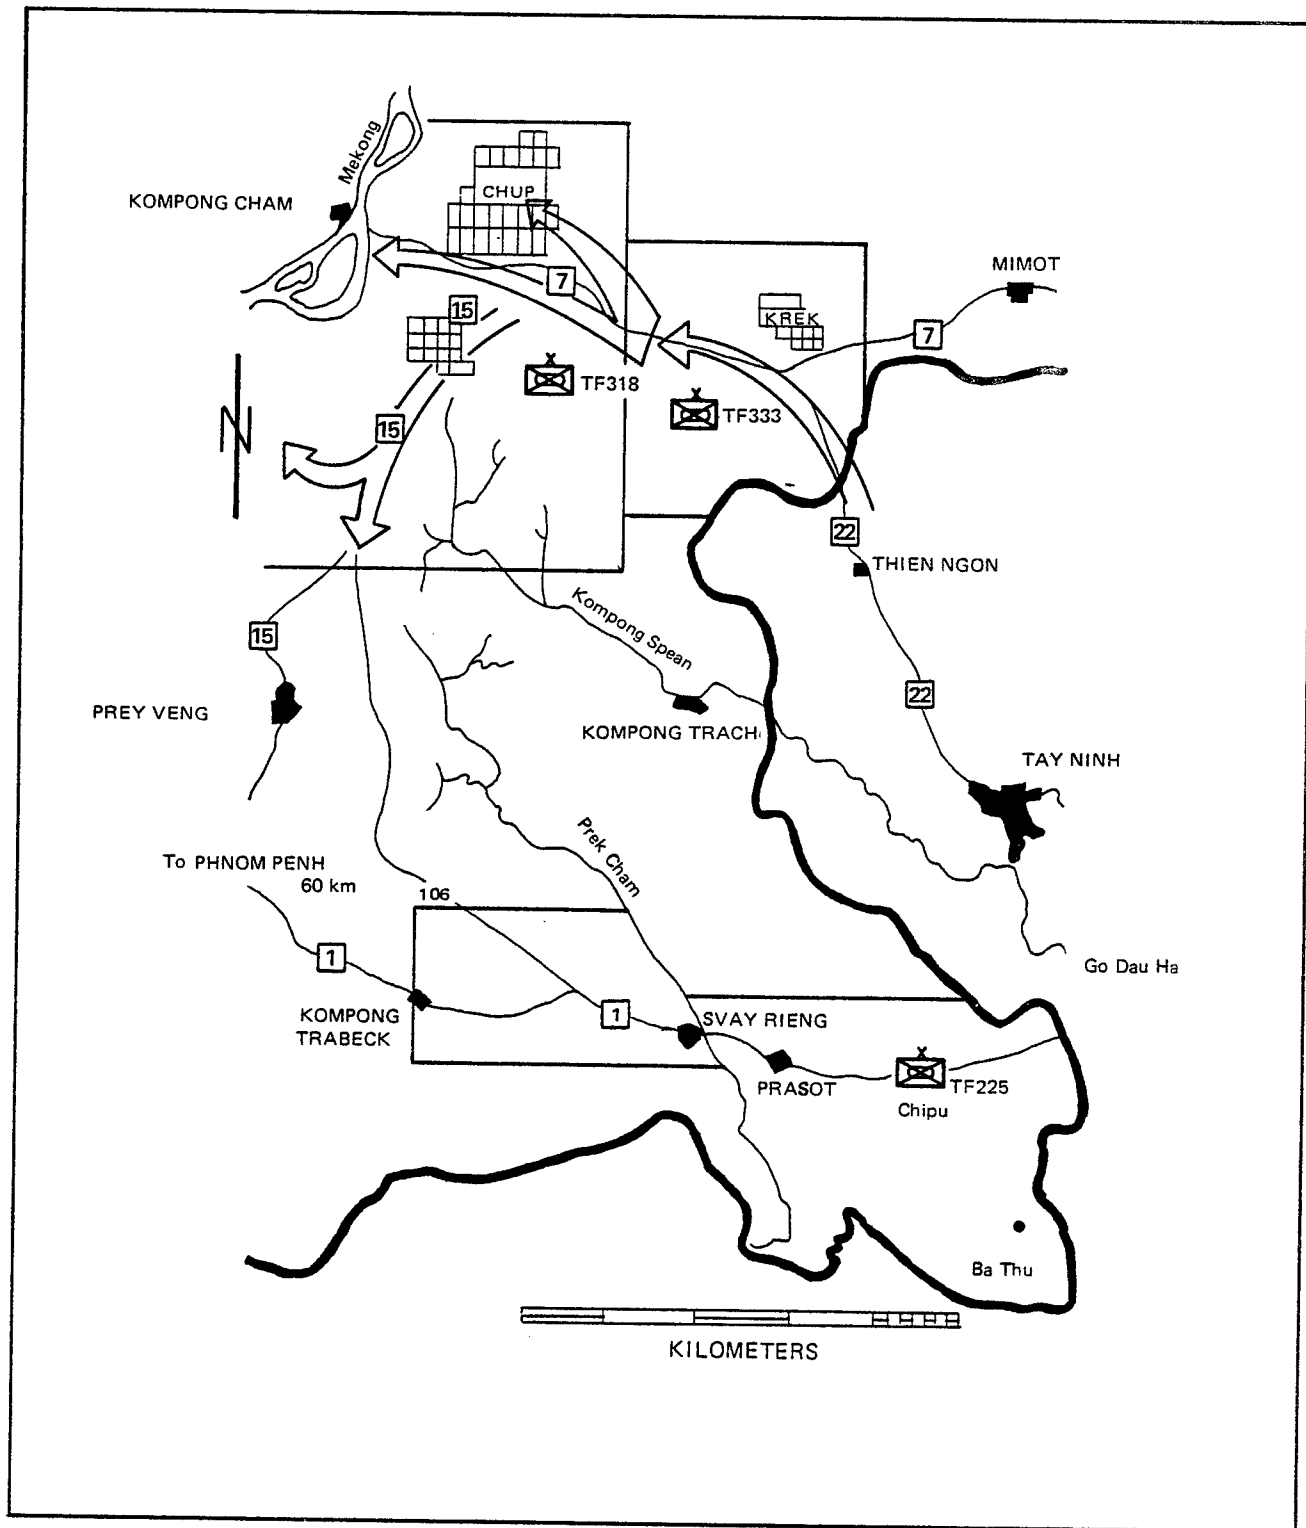 Mekong
KOMPONG CHAM
CHUP
7
MIMOT
KREK
7
15
TF318
TF333
15
N
22
THIEN NGON
Kompong Spean
15
22
PREY VENG
KOMPONG TRACH
TAY NINH
Prek Cham
To PHNOM PENH
60 km
106
1
Go Dau Ha
KOMPONG
TRABECK
1
SVAY RIENG
PRASOT
TF225
Chipu
Ba Thu
KILOMETERS